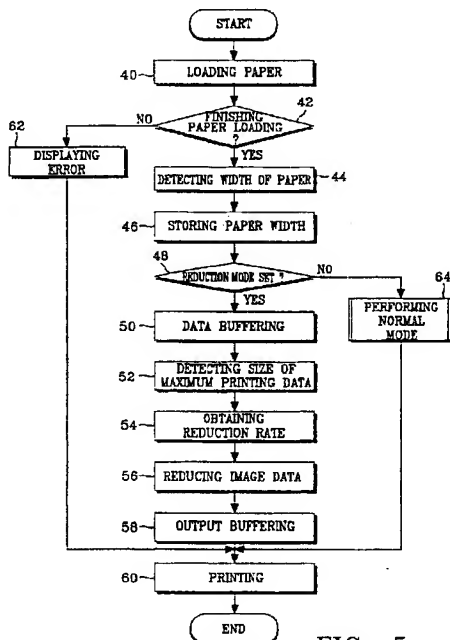 START
40
LOADING PAPER
42
FINISHING
PAPER LOADING
?
NO
YES
62
DISPLAYING
ERROR
DETECTING WIDTH OF PAPER
44
46
STORING PAPER WIDTH
48
REDUCTION MODE SET ?
NO
YES
64
PERFORMING
NORMAL
MODE
50
DATA BUFFERING
52
DETECTING SIZE OF
MAXIMUM PRINTING DATA
54
OBTAINING
REDUCTION RATE
56
REDUCING IMAGE DATA
58
OUTPUT BUFFERING
60
PRINTING
END